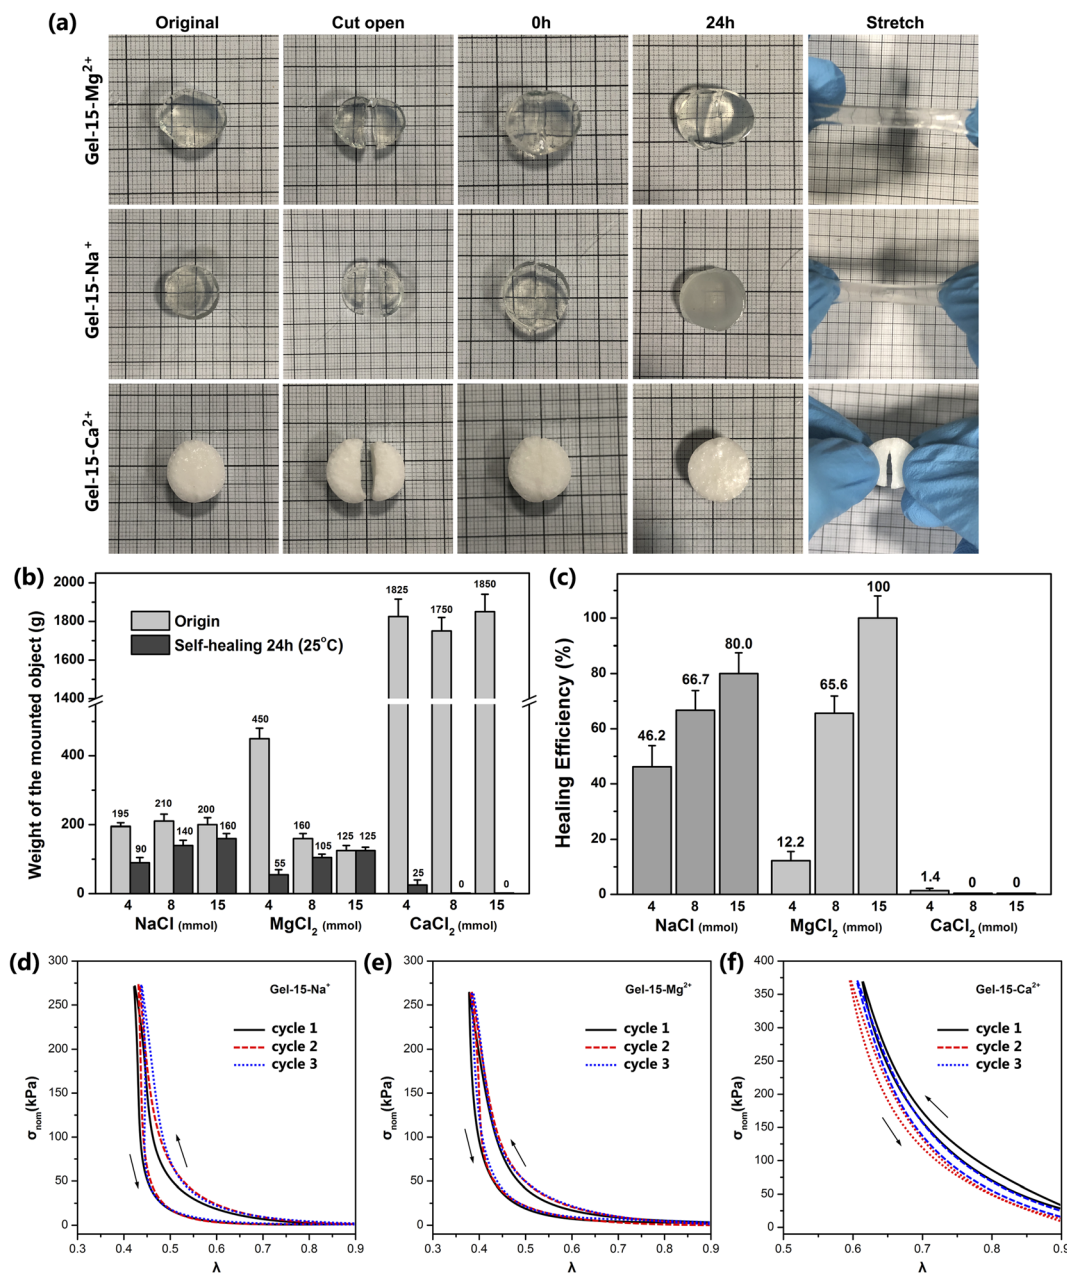 (a)
Original Cut open 0h 24h Stretch
Gel-15-Mg²⁺
Gel-15-Na⁺
Gel-15-Ca²⁺
(b)
Weight of the mounted object (g)
2000
1800
1600
1400
400
200
0
Origin
Self-healing 24h (25°C)
195 90 210 140 200 160
450 55 160 105 125 125
1825 25 1750 0 1850 0
4 8 15 4 8 15 4 8 15
NaCl (mmol) MgCl₂ (mmol) CaCl₂ (mmol)
(c)
Healing Efficiency (%)
100
80
60
40
20
0
46.2 66.7 80.0
12.2 65.6 100
1.4 0 0
4 8 15 4 8 15 4 8 15
NaCl (mmol) MgCl₂ (mmol) CaCl₂ (mmol)
(d)
σnom(kPa)
300
250
200
150
100
50
0
Gel-15-Na⁺
cycle 1
cycle 2
cycle 3
0.3 0.4 0.5 0.6 0.7 0.8 0.9
λ
(e)
σnom(kPa)
300
250
200
150
100
50
0
Gel-15-Mg²⁺
cycle 1
cycle 2
cycle 3
0.3 0.4 0.5 0.6 0.7 0.8 0.9
λ
(f)
σnom(kPa)
400
350
300
250
200
150
100
50
0
Gel-15-Ca²⁺
cycle 1
cycle 2
cycle 3
0.5 0.6 0.7 0.8 0.9
λ